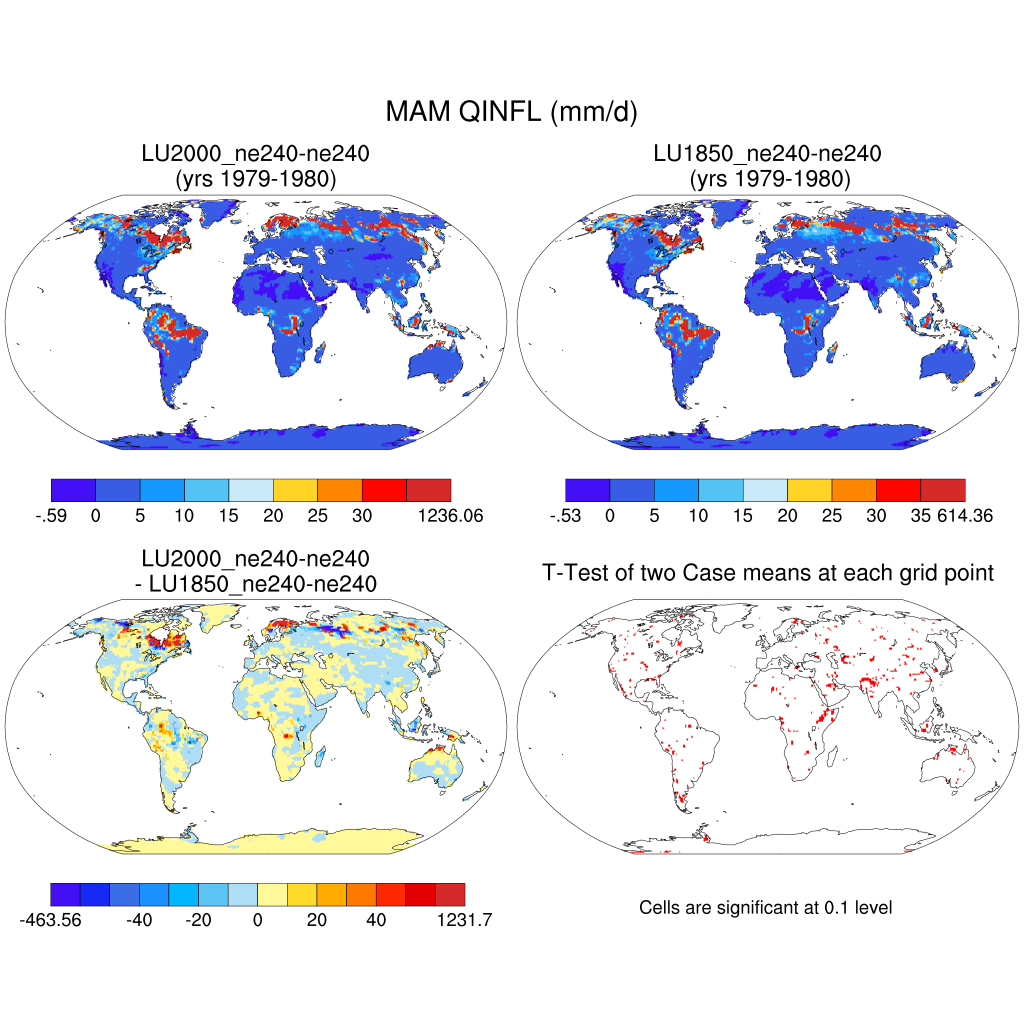 MAM QINFL (mm/d)
LU2000_ne240-ne240
(yrs 1979-1980)
LU1850_ne240-ne240
(yrs 1979-1980)
-.59 0 5 10 15 20 25 30 1236.06
-.53 0 5 10 15 20 25 30 35 614.36
LU2000_ne240-ne240
- LU1850_ne240-ne240
T-Test of two Case means at each grid point
-463.56 -40 -20 0 20 40 1231.7
Cells are significant at 0.1 level